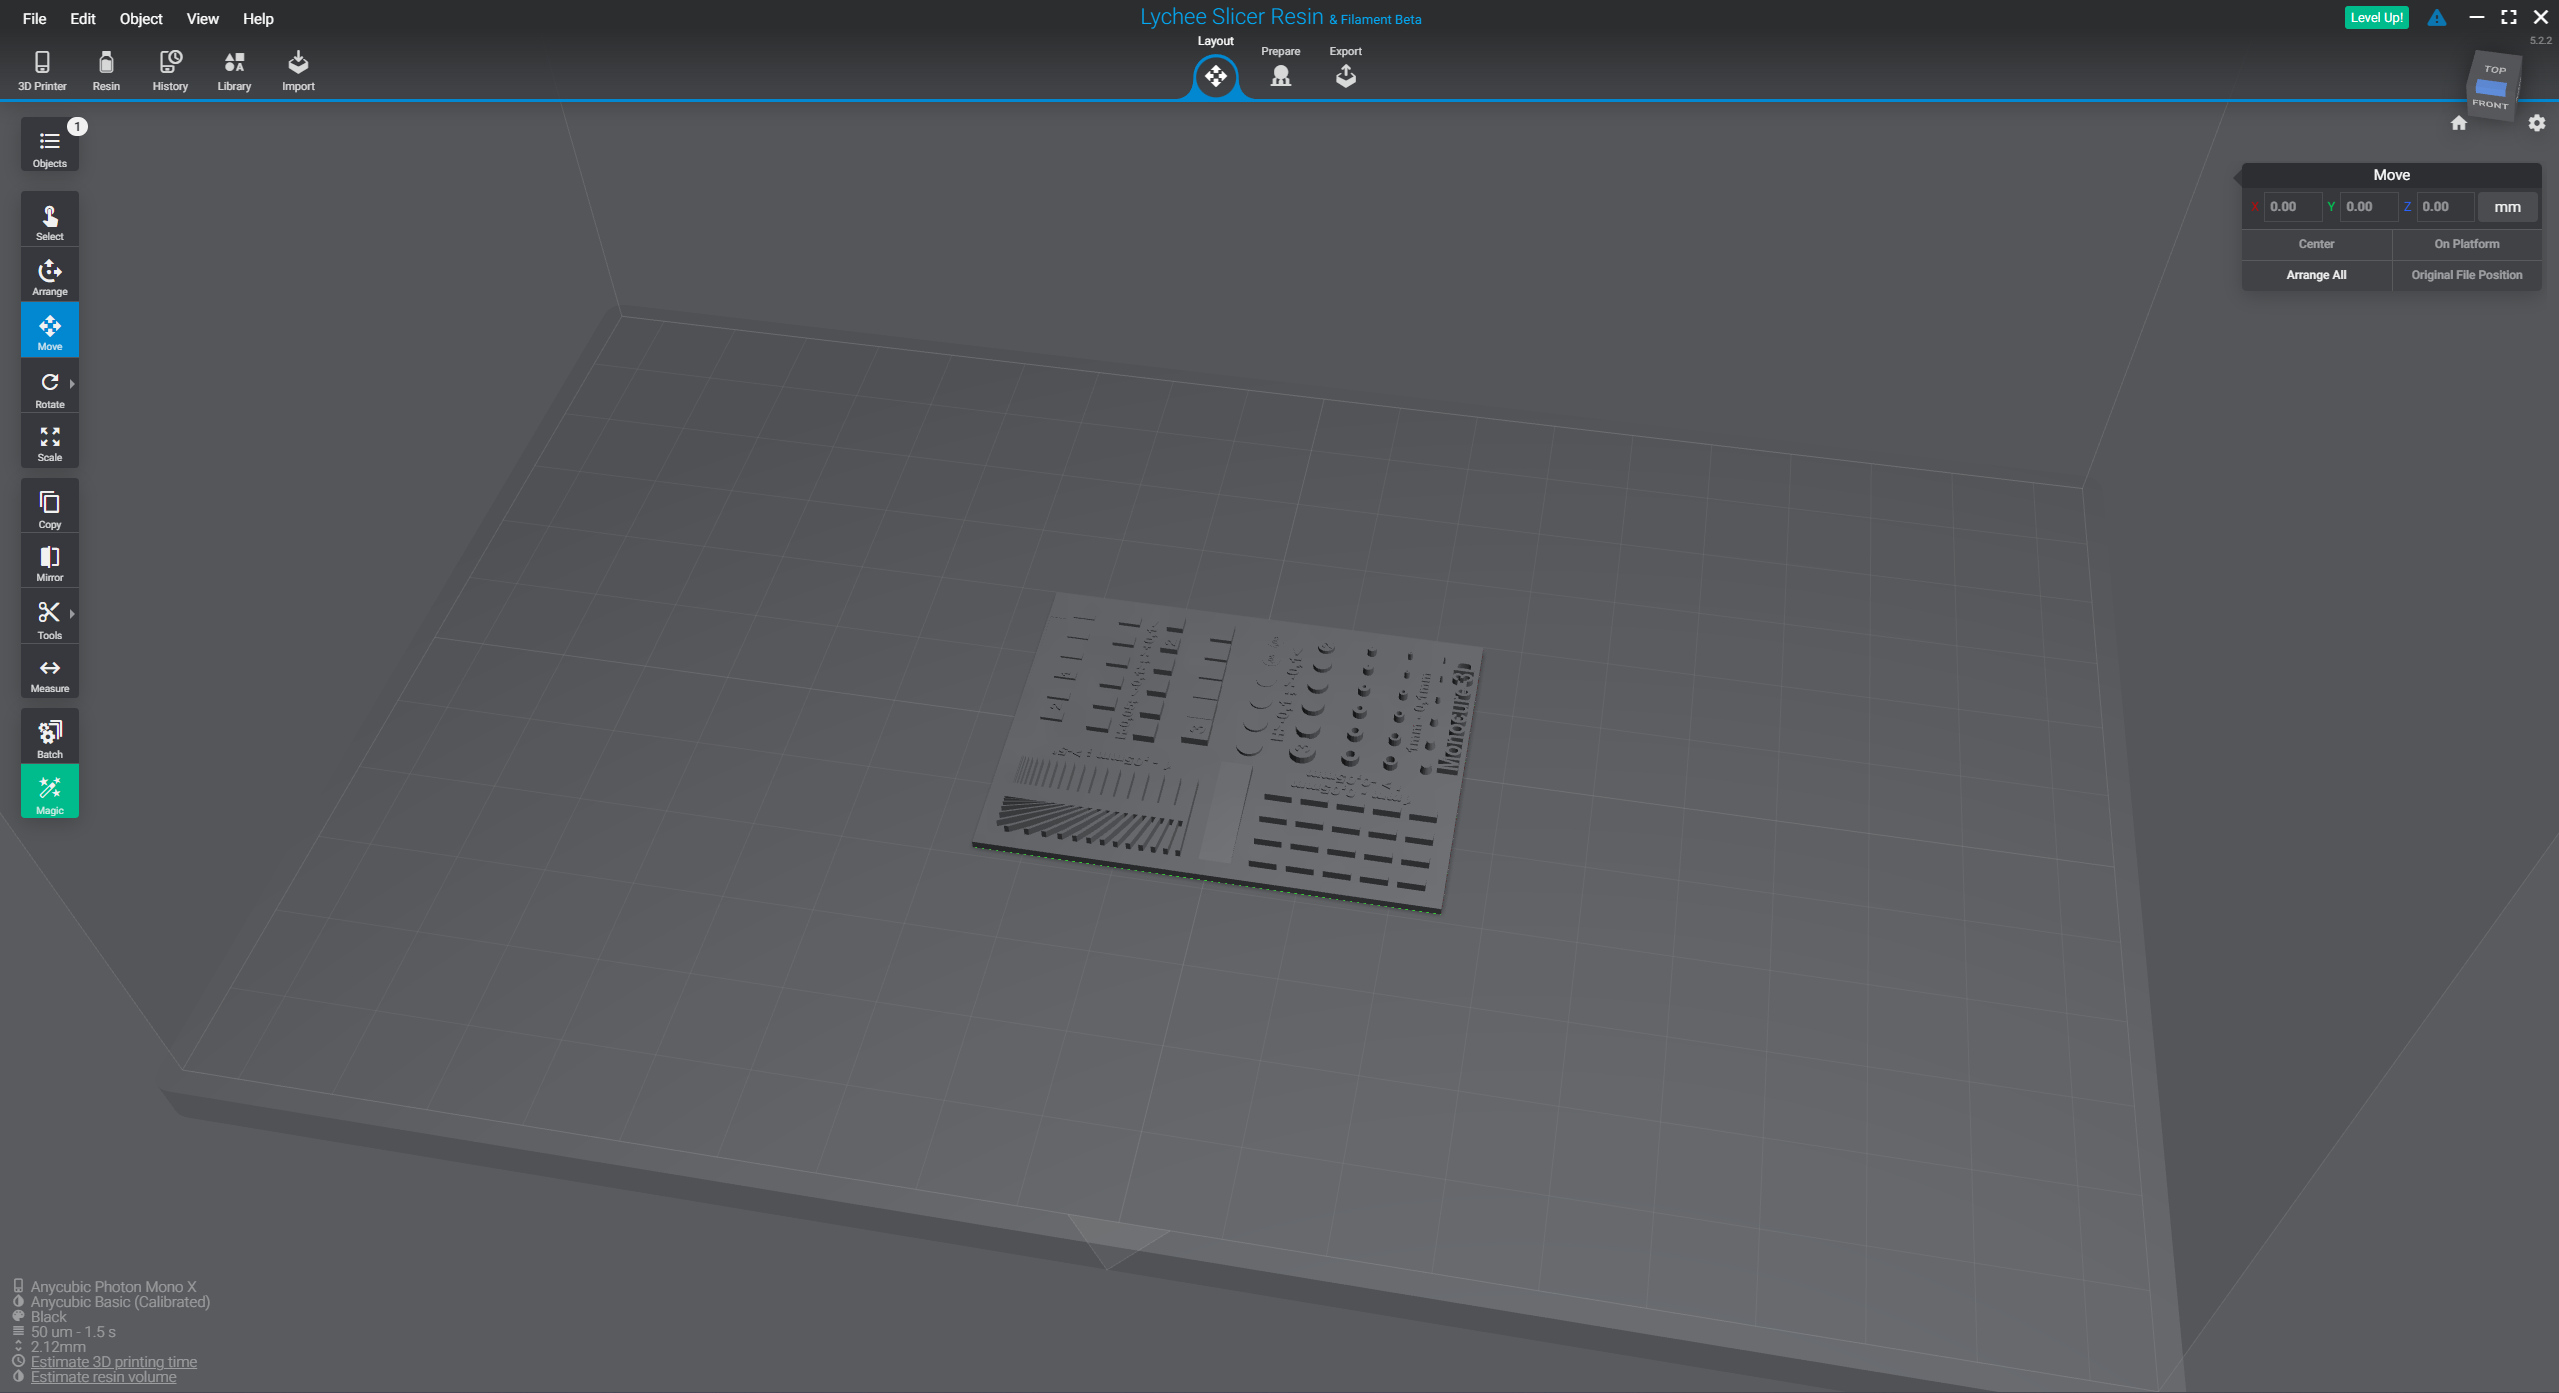 File Edit Object View Help
Lychee Slicer Resin & Filament Beta
Level Up!
5.2.2
3D Printer Resin History Library Import
Layout Prepare Export
TOP
FRONT
1
Objects
Select
Arrange
Move
Rotate
Scale
Copy
Mirror
Tools
Measure
Batch
Magic
Move
X 0.00 Y 0.00 Z 0.00 mm
Center On Platform
Arrange All Original File Position
Monocure3D
Anycubic Photon Mono X
Anycubic Basic (Calibrated)
Black
50 um - 1.5 s
2.12mm
Estimate 3D printing time
Estimate resin volume